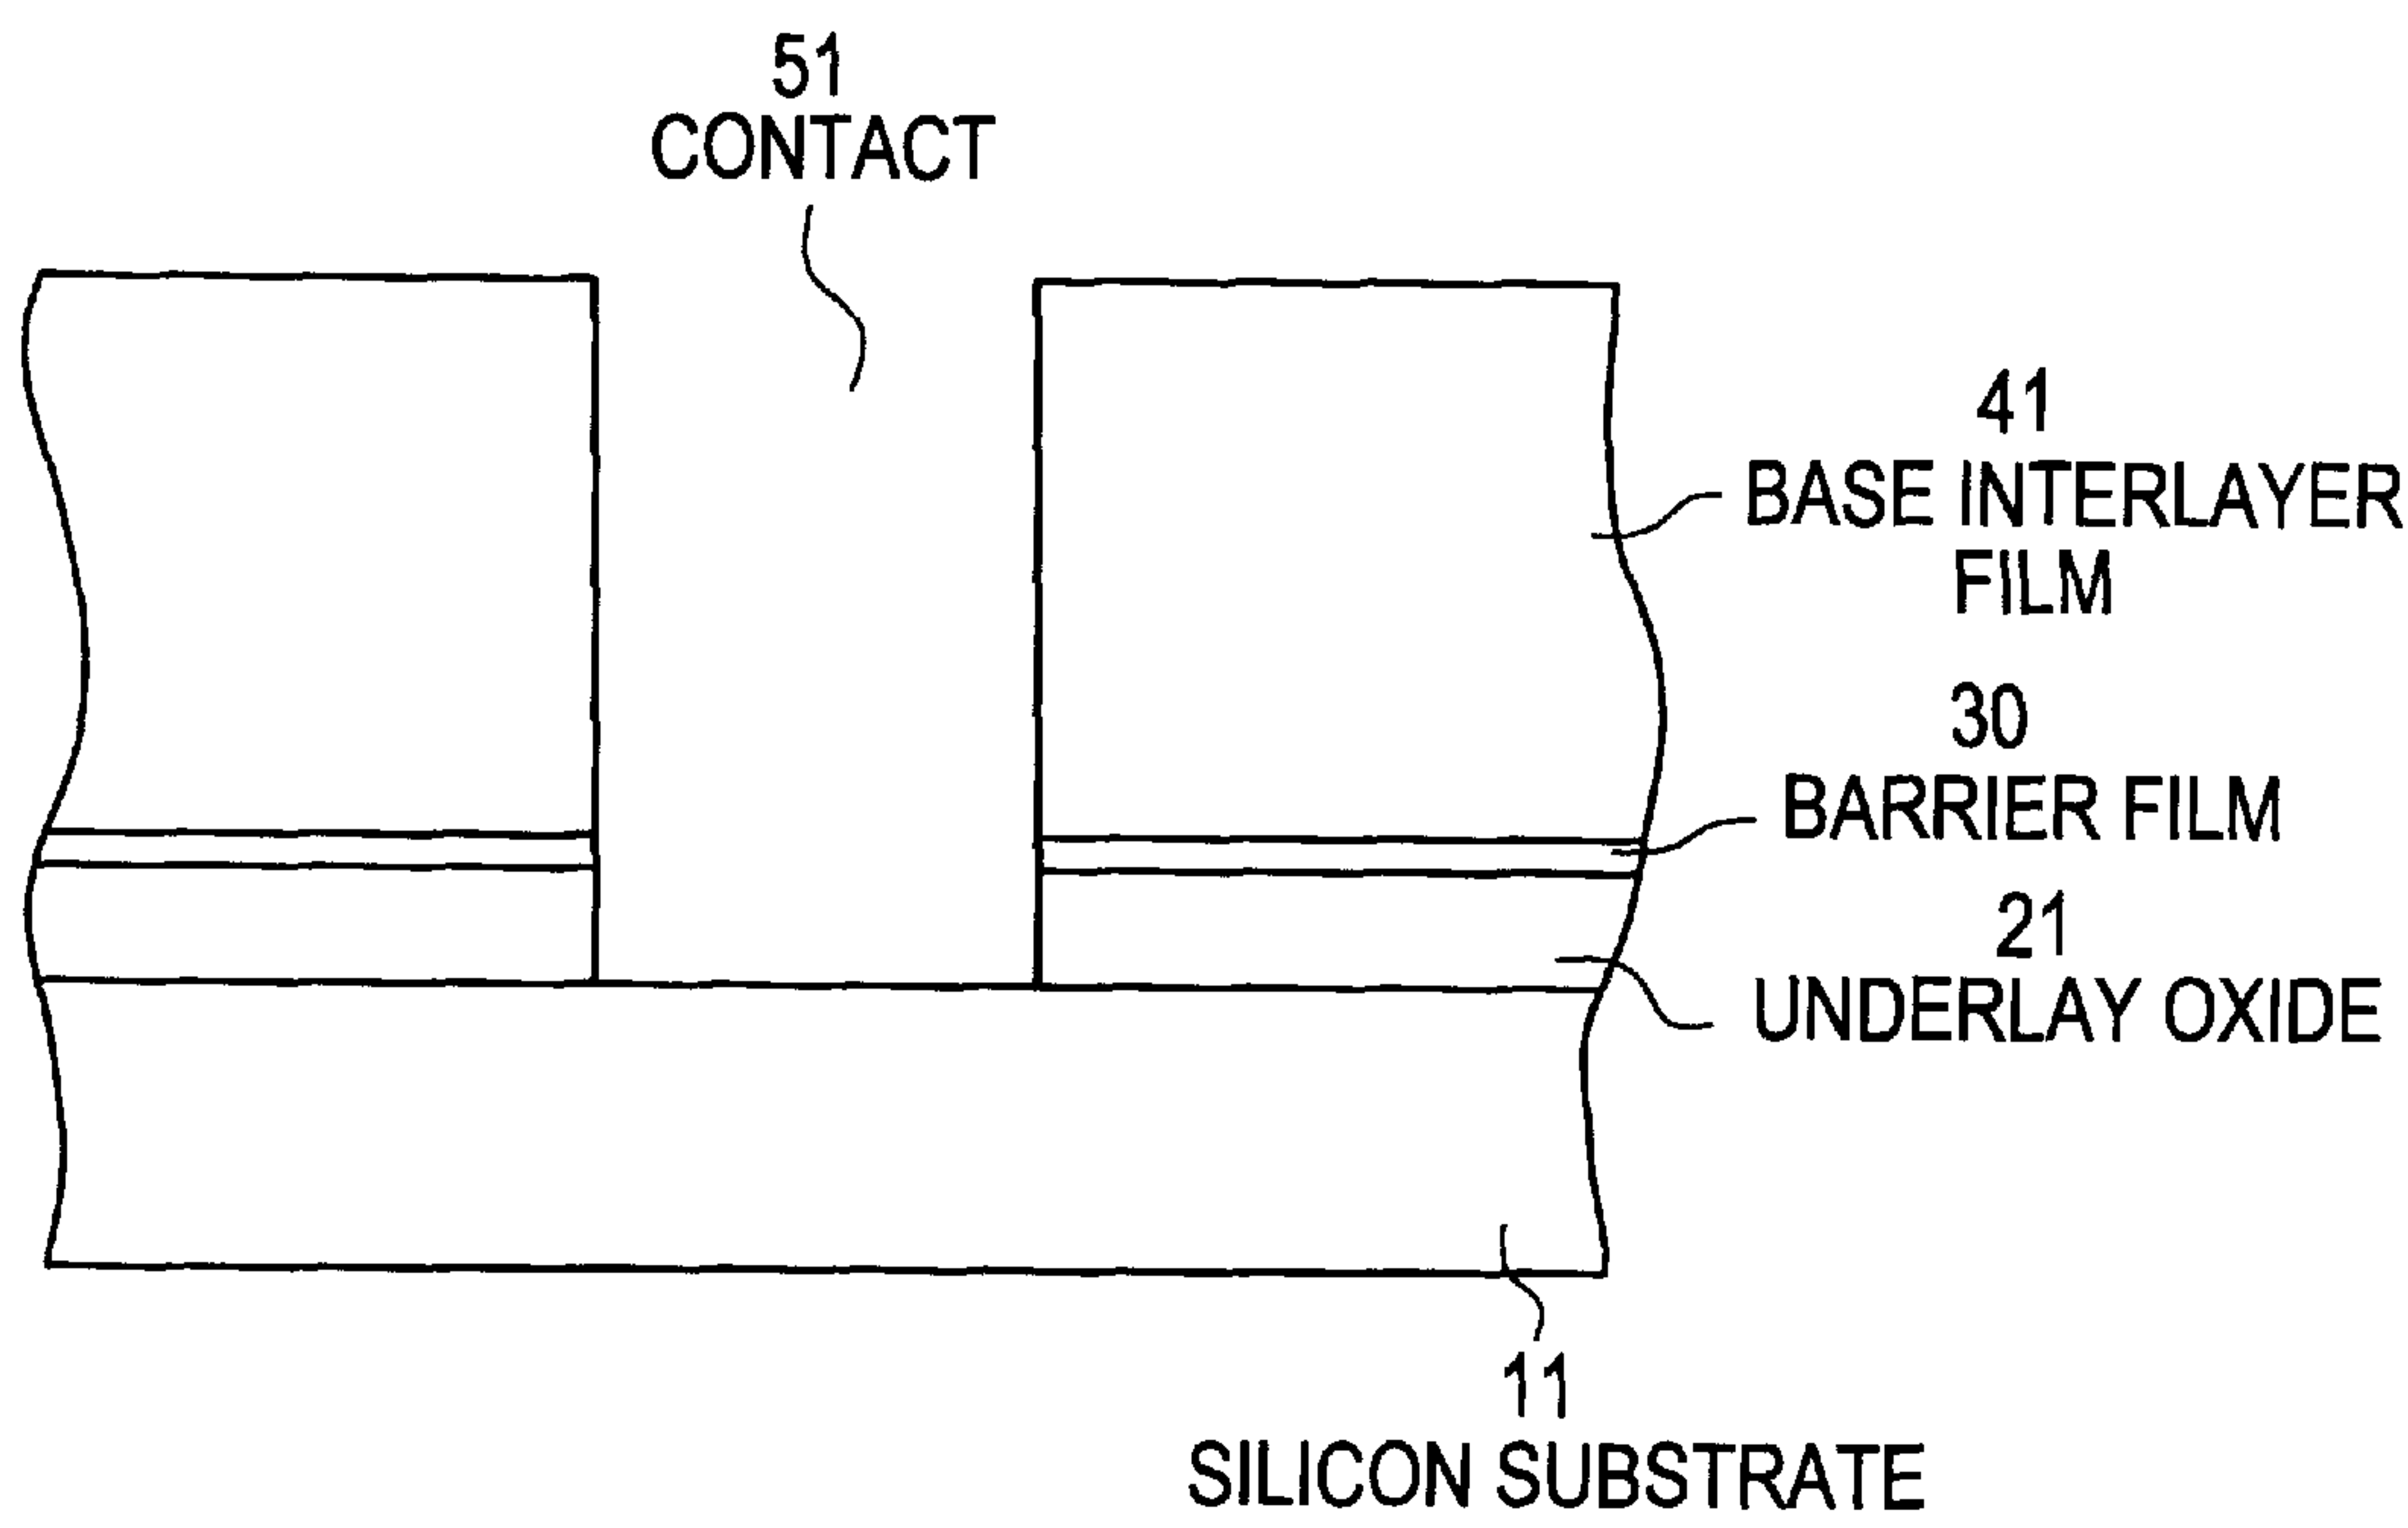 51
CONTACT
41
BASE INTERLAYER
FILM
30
BARRIER FILM
21
UNDERLAY OXIDE
11
SILICON SUBSTRATE